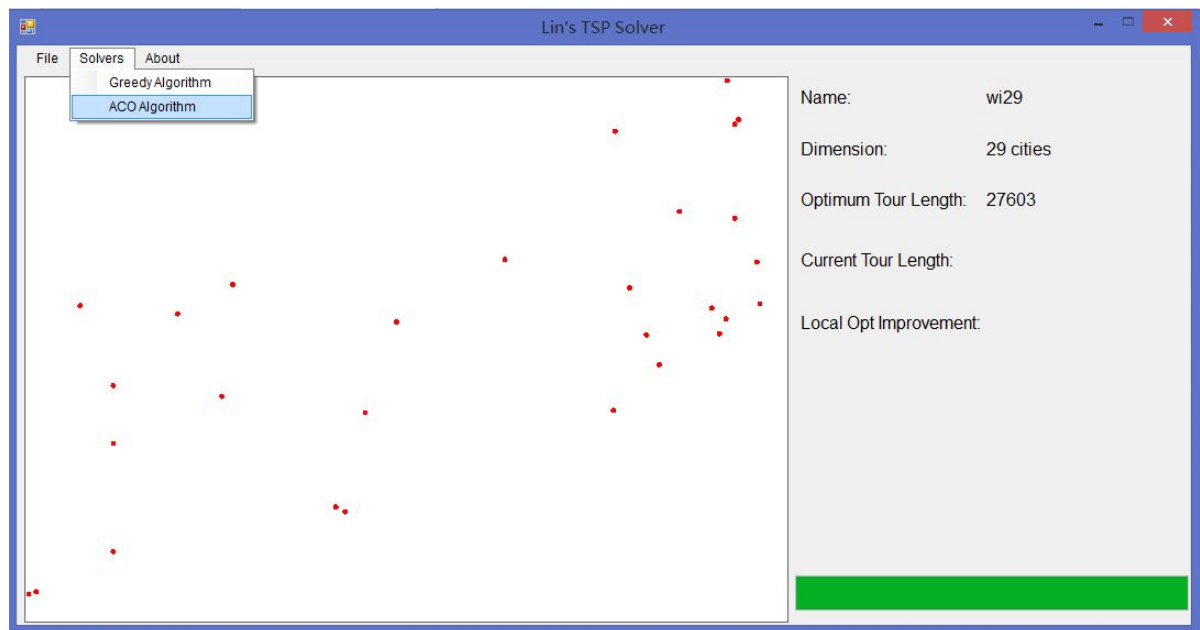 Lin's TSP Solver
File Solvers About
Greedy Algorithm
ACO Algorithm
Name: wi29
Dimension: 29 cities
Optimum Tour Length: 27603
Current Tour Length:
Local Opt Improvement: